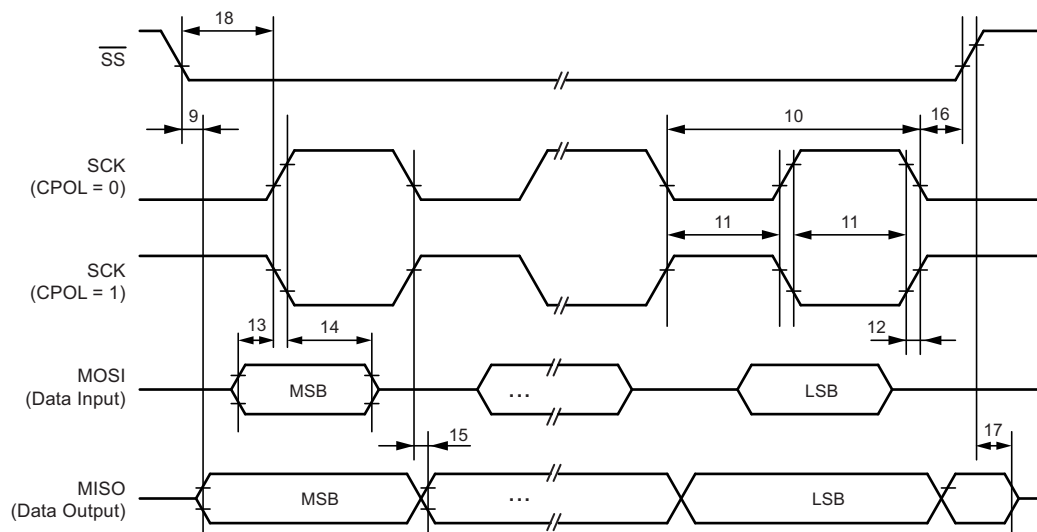 18
SS
9
10
16
SCK
(CPOL = 0)
11
11
SCK
(CPOL = 1)
13
14
12
MOSI
(Data Input)
MSB
...
LSB
15
17
MISO
(Data Output)
MSB
...
LSB